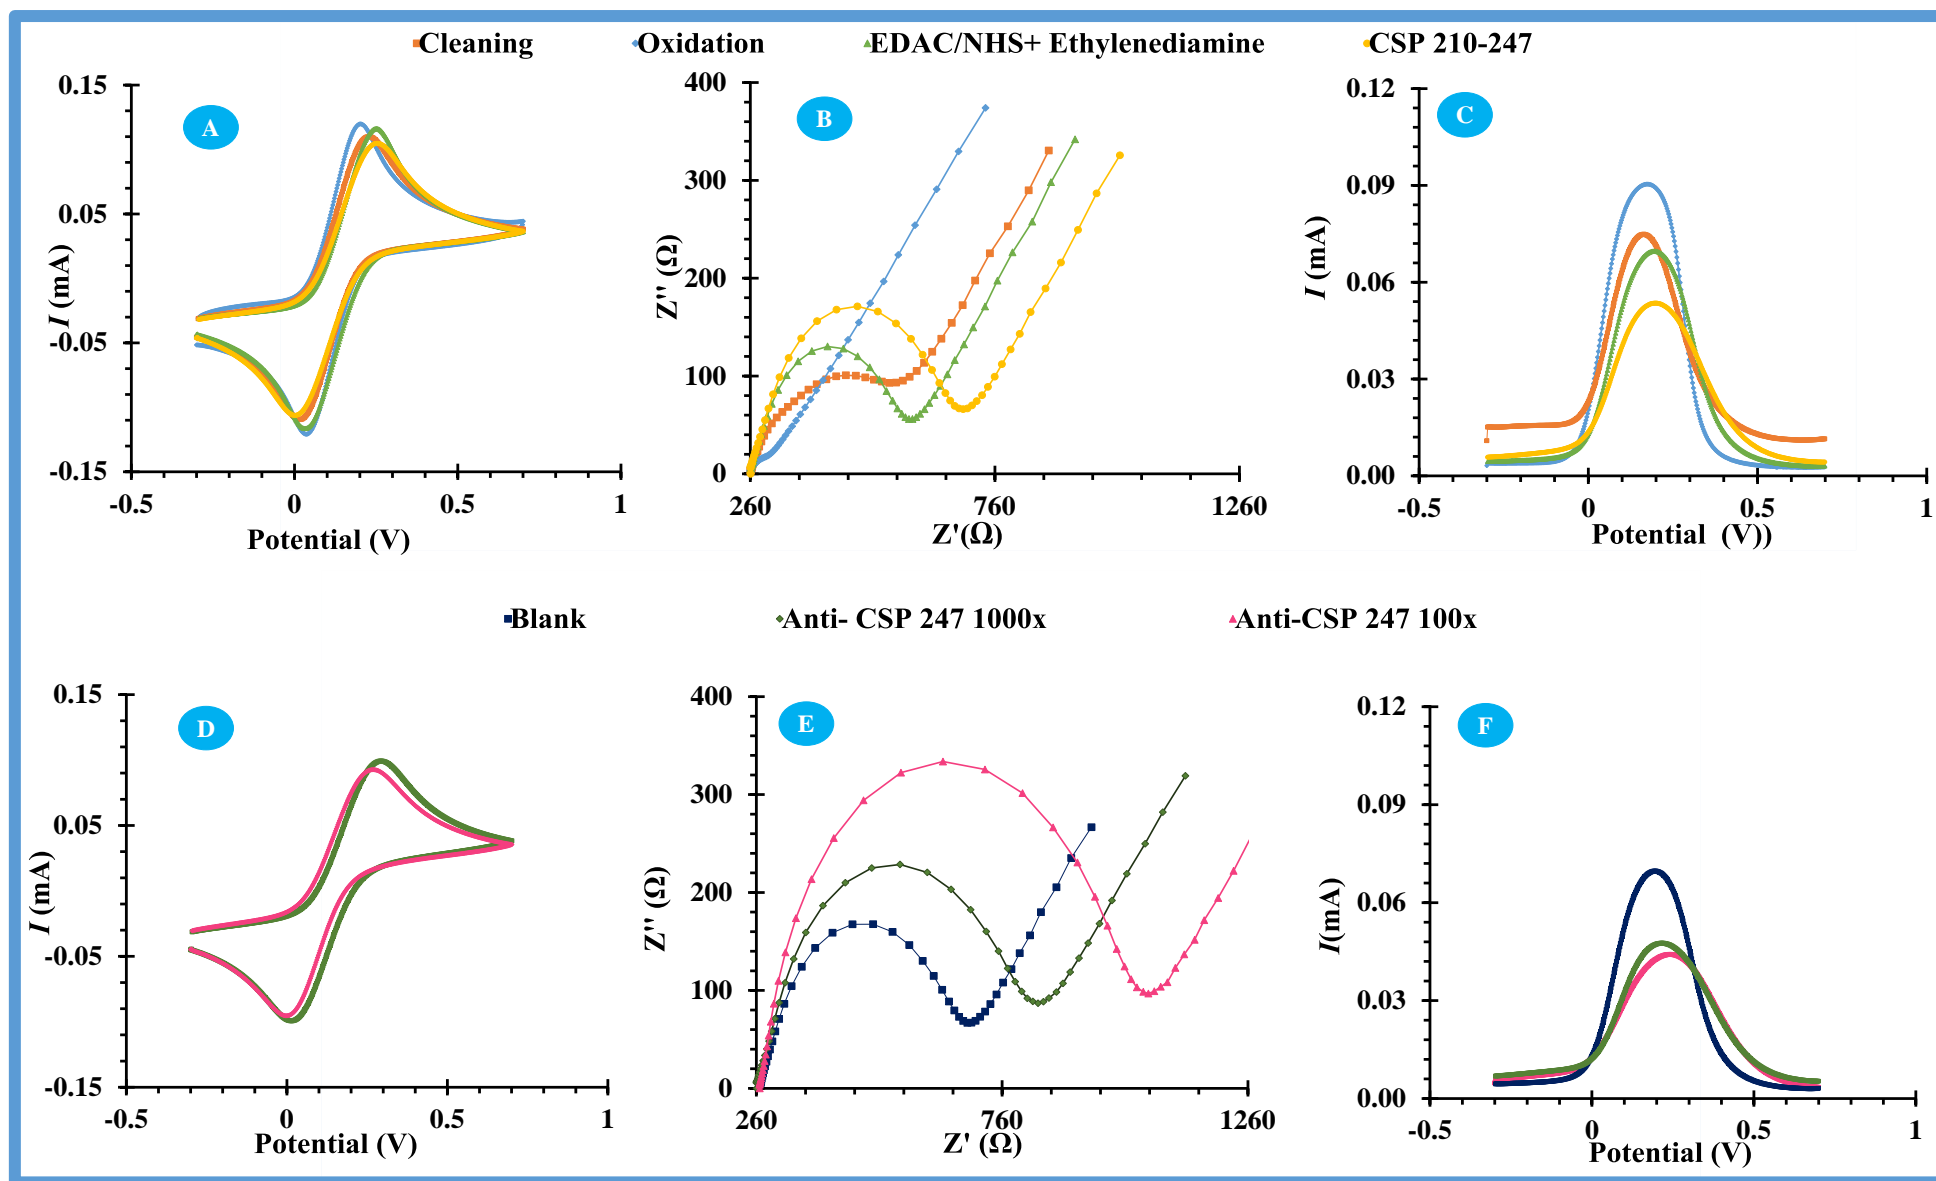 Cleaning Oxidation EDAC/NHS+ Ethylenediamine CSP 210-247
A
0.15
0.05
-0.05
-0.15
-0.5 0 0.5 1
I (mA)
Potential (V)
B
400
300
200
100
0
260 760 1260
Z'' (Ω)
Z'(Ω)
C
0.12
0.09
0.06
0.03
0.00
-0.5 0 0.5 1
I (mA)
Potential (V))
Blank Anti- CSP 247 1000x Anti-CSP 247 100x
D
0.15
0.05
-0.05
-0.15
-0.5 0 0.5 1
I (mA)
Potential (V)
E
400
300
200
100
0
260 760 1260
Z'' (Ω)
Z' (Ω)
F
0.12
0.09
0.06
0.03
0.00
-0.5 0 0.5 1
I(mA)
Potential (V)